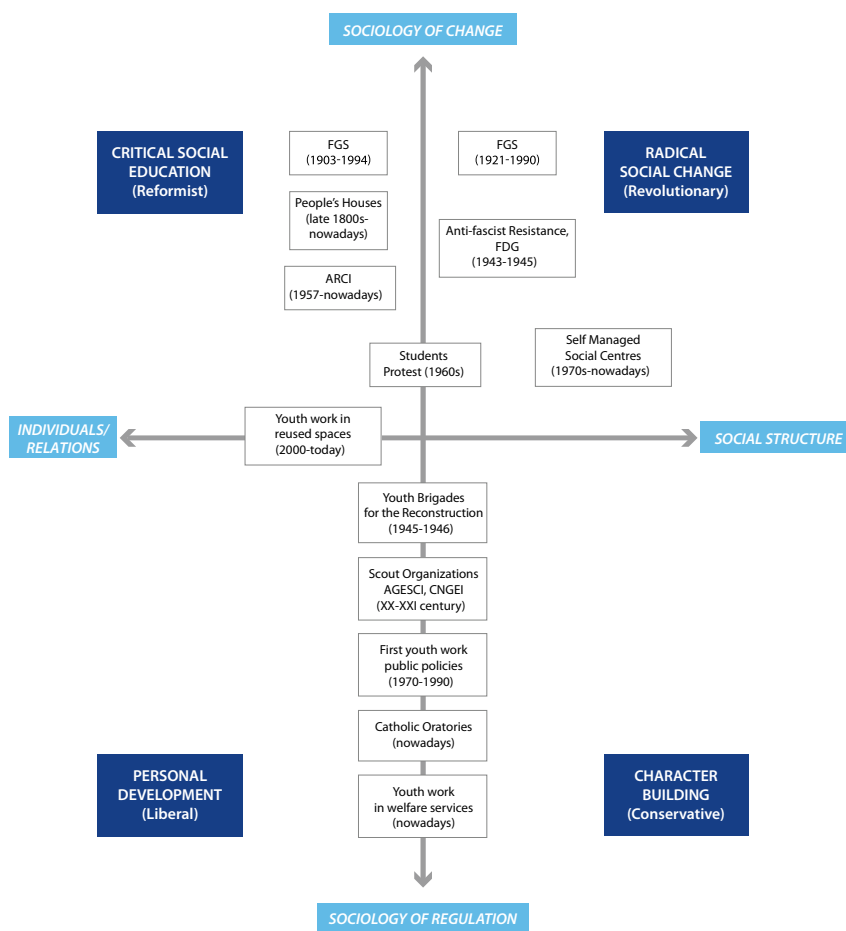 SOCIOLOGY OF CHANGE
CRITICAL SOCIAL
EDUCATION
(Reformist)
FGS
(1903-1994)
FGS
(1921-1990)
RADICAL
SOCIAL CHANGE
(Revolutionary)
People's Houses
(late 1800s-
nowadays)
Anti-fascist Resistance,
FDG
(1943-1945)
ARCI
(1957-nowadays)
Students
Protest (1960s)
Self Managed
Social Centres
(1970s-nowadays)
INDIVIDUALS/
RELATIONS
Youth work in
reused spaces
(2000-today)
SOCIAL STRUCTURE
Youth Brigades
for the Reconstruction
(1945-1946)
Scout Organizations
AGESCI, CNGEI
(XX-XXI century)
First youth work
public policies
(1970-1990)
Catholic Oratories
(nowadays)
PERSONAL
DEVELOPMENT
(Liberal)
Youth work
in welfare services
(nowadays)
CHARACTER
BUILDING
(Conservative)
SOCIOLOGY OF REGULATION